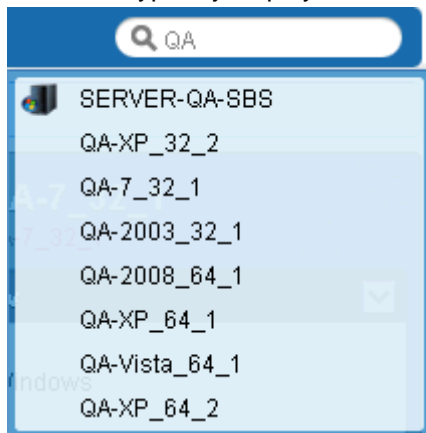 QA
SERVER-QA-SBS
QA-XP_32_2
QA-7_32_1
QA-2003_32_1
QA-2008_64_1
QA-XP_64_1
QA-Vista_64_1
QA-XP_64_2